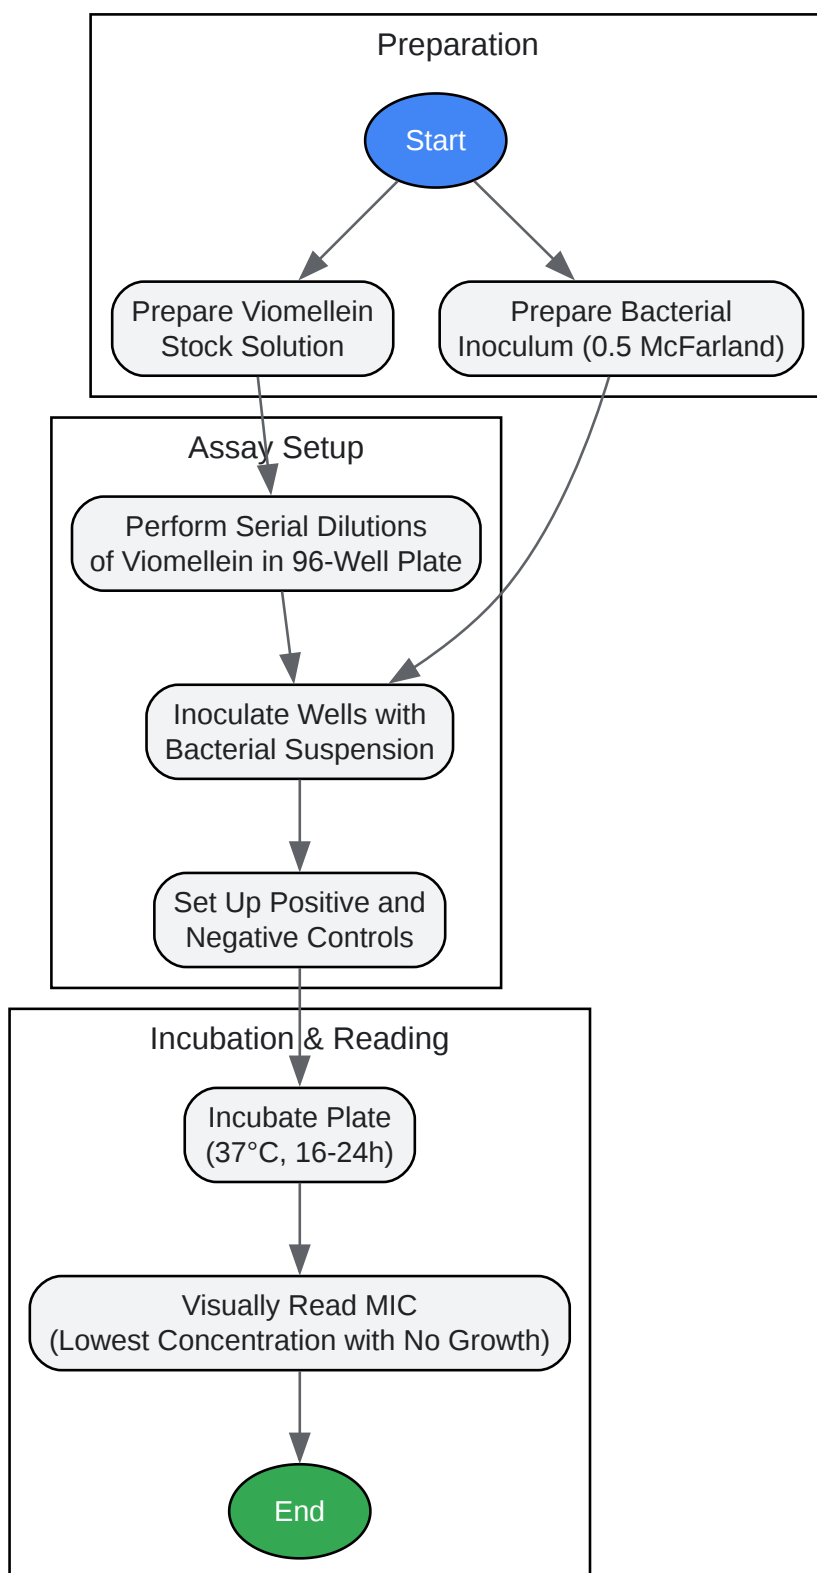 Preparation
Start
Prepare Viomellein
Stock Solution
Prepare Bacterial
Inoculum (0.5 McFarland)
Assay Setup
Perform Serial Dilutions
of Viomellein in 96-Well Plate
Inoculate Wells with
Bacterial Suspension
Set Up Positive and
Negative Controls
Incubation & Reading
Incubate Plate
(37°C, 16-24h)
Visually Read MIC
(Lowest Concentration with No Growth)
End